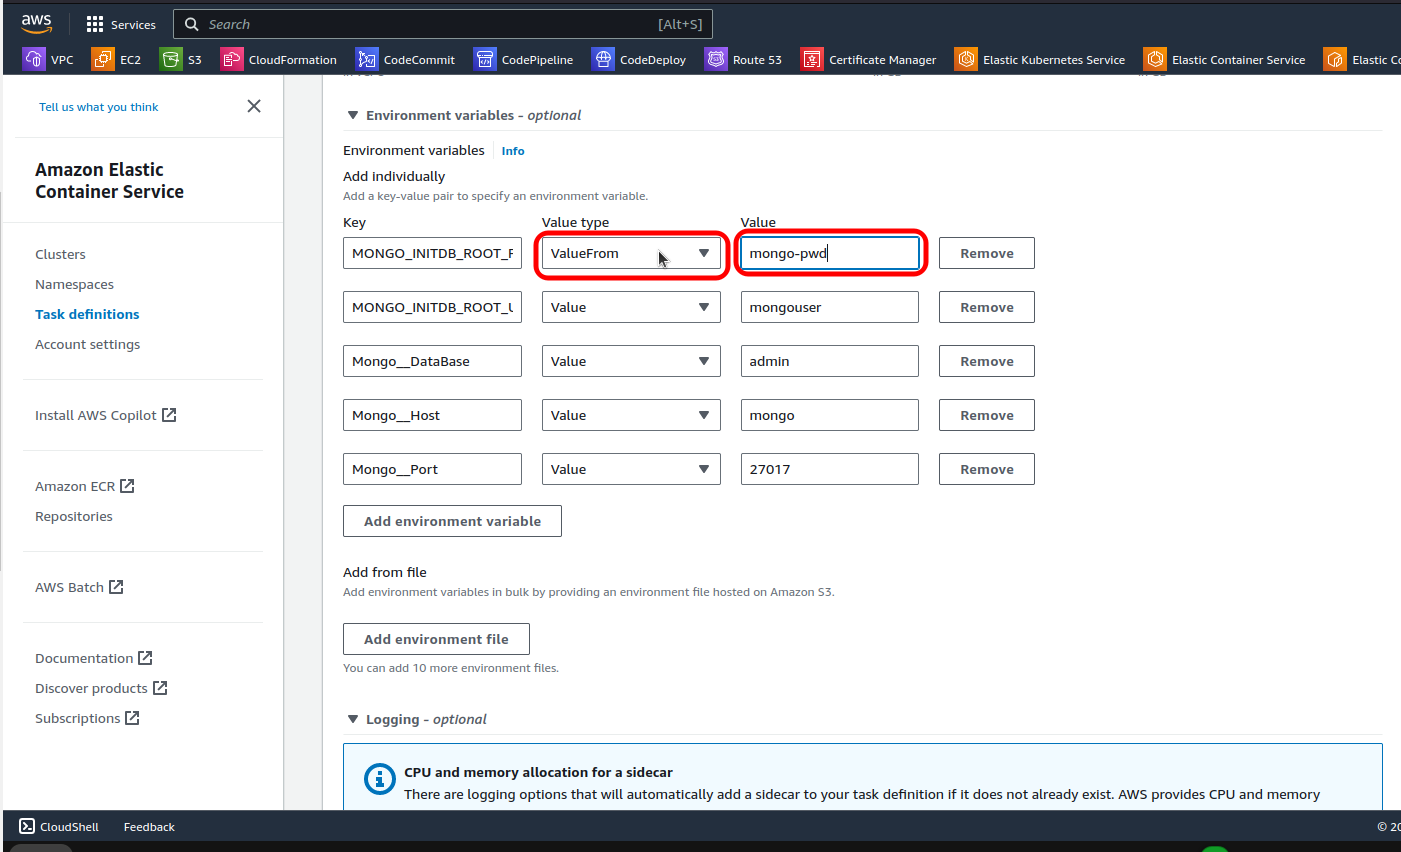 aws Services Search [Alt+S]
VPC EC2 S3 CloudFormation CodeCommit CodePipeline CodeDeploy Route 53 Certificate Manager Elastic Kubernetes Service Elastic Container Service Elastic Co
Tell us what you think
Amazon Elastic
Container Service
Clusters
Namespaces
Task definitions
Account settings
Install AWS Copilot
Amazon ECR
Repositories
AWS Batch
Documentation
Discover products
Subscriptions
Environment variables - optional
Environment variables Info
Add individually
Add a key-value pair to specify an environment variable.
Key Value type Value
MONGO_INITDB_ROOT_ ValueFrom mongo-pwd Remove
MONGO_INITDB_ROOT_ Value mongouser Remove
Mongo__DataBase Value admin Remove
Mongo__Host Value mongo Remove
Mongo__Port Value 27017 Remove
Add environment variable
Add from file
Add environment variables in bulk by providing an environment file hosted on Amazon S3.
Add environment file
You can add 10 more environment files.
Logging - optional
CPU and memory allocation for a sidecar
There are logging options that will automatically add a sidecar to your task definition if it does not already exist. AWS provides CPU and memory
CloudShell Feedback © 20